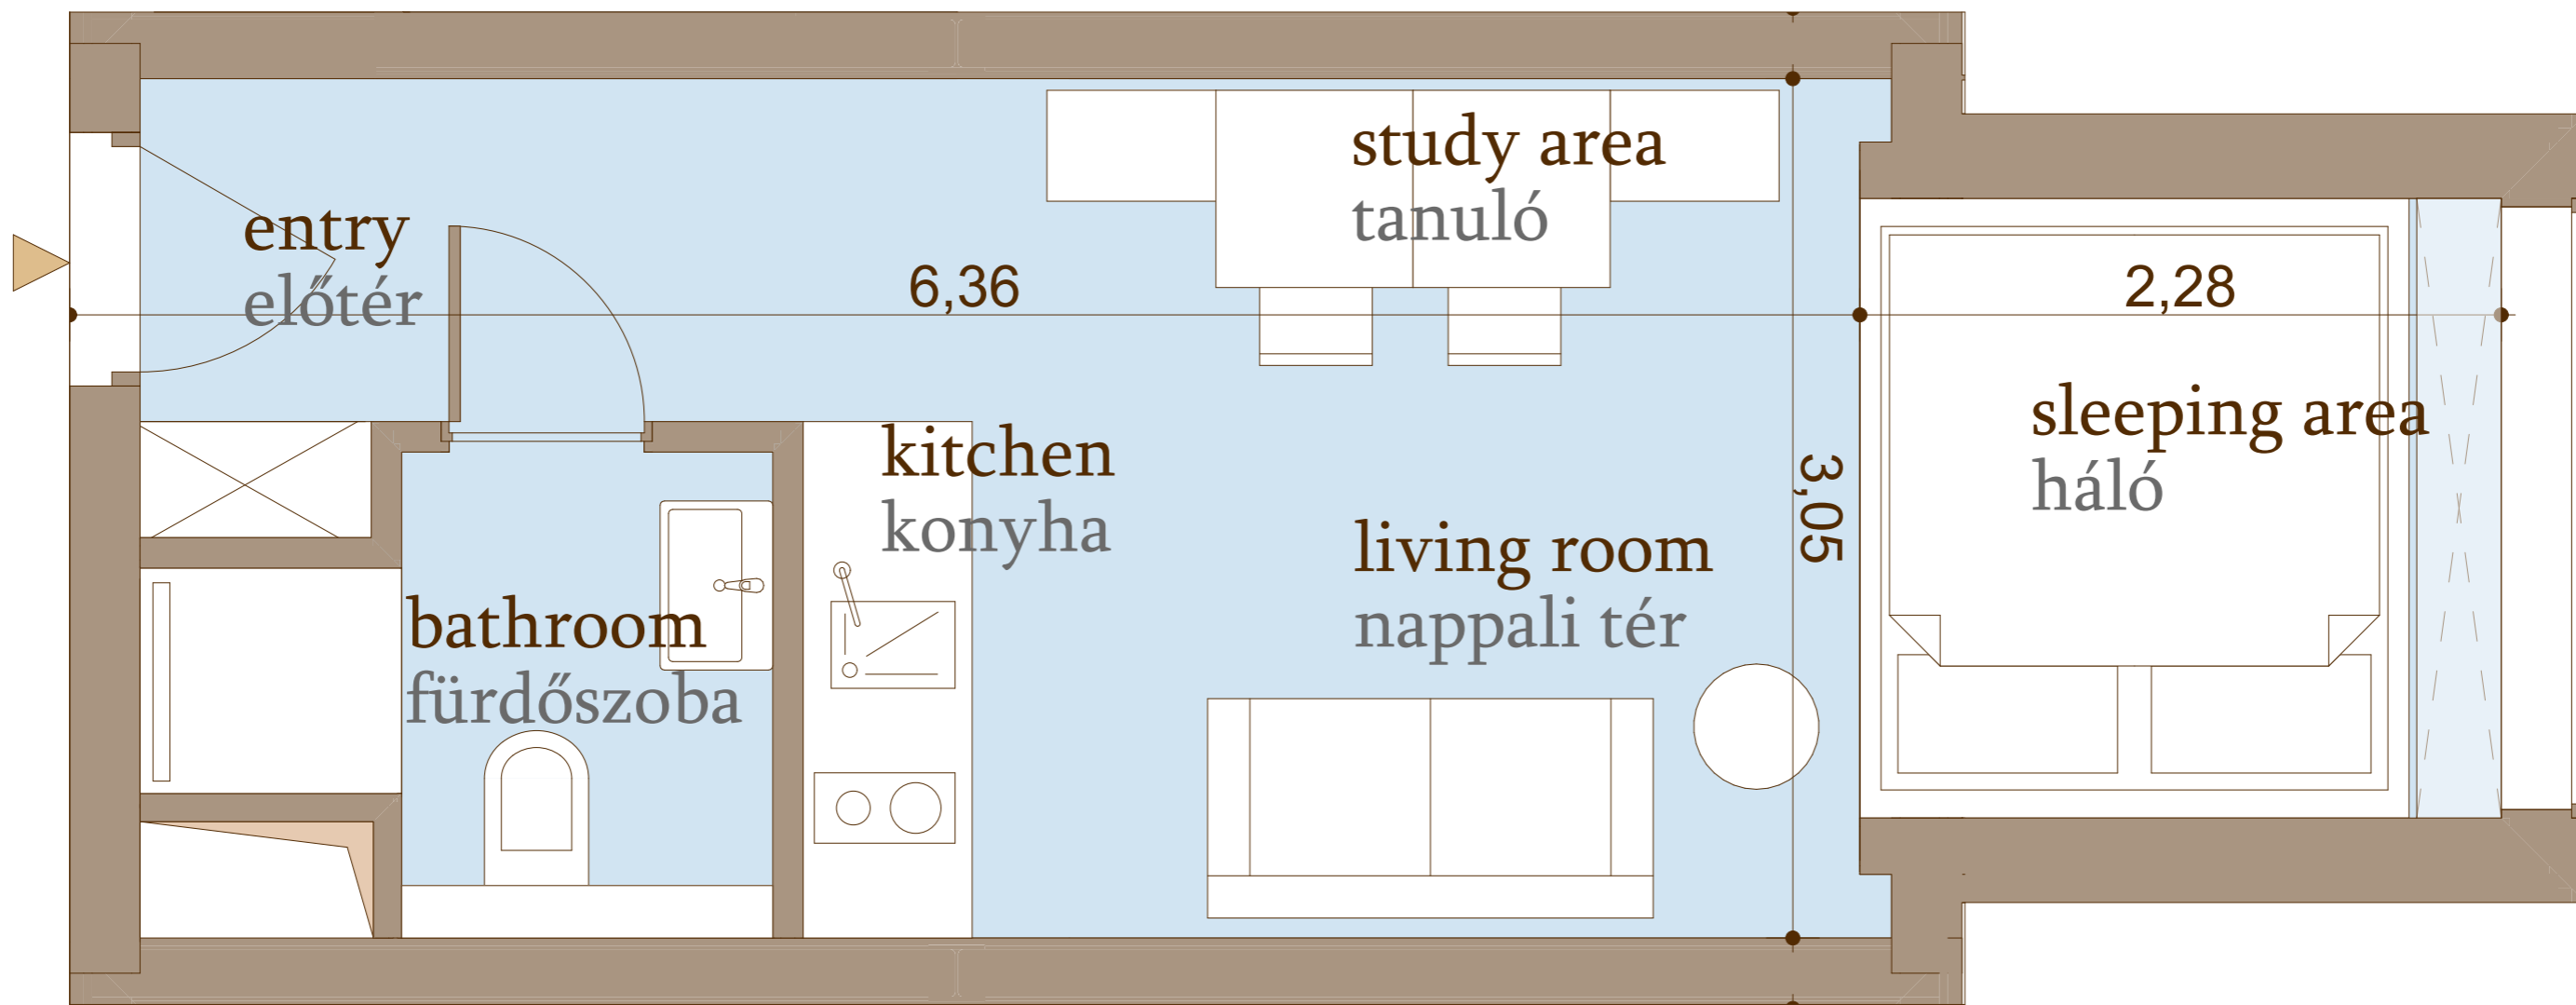 study area
tanuló
entry
előtér
6,36
2,28
sleeping area
háló
kitchen
konyha
3,05
living room
nappali tér
bathroom
fürdőszoba